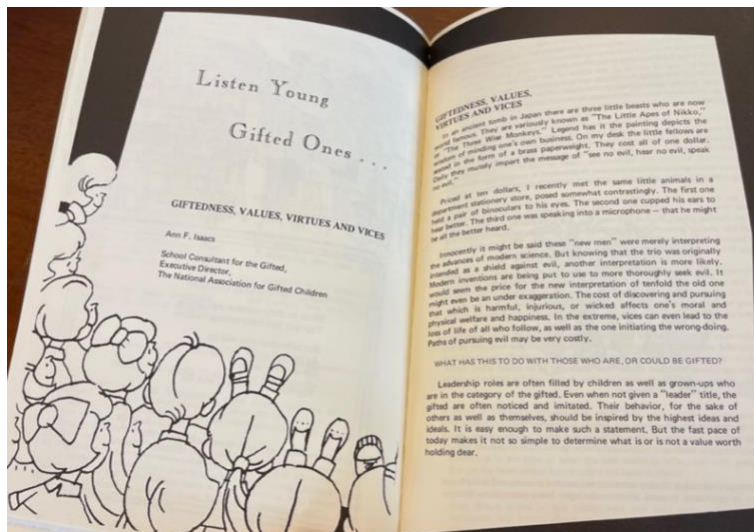 Listen Young
Gifted Ones . . .
GIFTEDNESS, VALUES, VIRTUES AND VICES
Ann F. Isaacs
School Consultant for the Gifted,
Executive Director,
The National Association for Gifted Children
GIFTEDNESS, VALUES,
VIRTUES AND VICES
In an ancient tomb in Japan there are three little beasts who are now
world famous. They are variously known as "The Little Apes of Nikko,"
or "The Three Wise Monkeys." Legend has it the painting depicts the
wisdom of minding one's own business. On my desk the little fellows are
seated in the form of a brass paperweight. They cost all of one dollar.
Daily they mutely impart the message of "see no evil, hear no evil, speak
no evil."
Priced at ten dollars, I recently met the same little animals in a
department stationery store, posed somewhat contrastingly. The first one
held a pair of binoculars to his eyes. The second one cupped his ears to
hear better. The third one was speaking into a microphone — that he might
be all the better heard.
Innocently it might be said these "new men" were merely interpreting
the advances of modern science. But knowing that the trio was originally
intended as a shield against evil, another interpretation is more likely.
Modern inventions are being put to use to more thoroughly seek evil. It
would seem the price for the new interpretation of tenfold the old one
might even be an under exaggeration. The cost of discovering and pursuing
that which is harmful, injurious, or wicked affects one's moral and
physical welfare and happiness. In the extreme, vices can even lead to the
loss of life of all who follow, as well as the one initiating the wrong-doing.
Paths of pursuing evil may be very costly.
WHAT HAS THIS TO DO WITH THOSE WHO ARE, OR COULD BE GIFTED?
Leadership roles are often filled by children as well as grown-ups who
are in the category of the gifted. Even when not given a "leader" title, the
gifted are often noticed and imitated. Their behavior, for the sake of
others as well as themselves, should be inspired by the highest ideas and
ideals. It is easy enough to make such a statement. But the fast pace of
today makes it not so simple to determine what is or is not a value worth
holding dear.